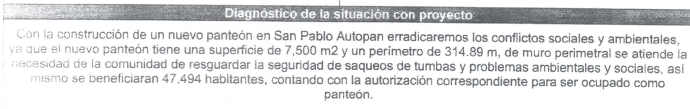 Diagnóstico de la situación con proyecto
Con la construcción de un nuevo panteón en San Pablo Autopan erradicaremos los conflictos sociales y ambientales,
ya que el nuevo panteón tiene una superficie de 7,500 m2 y un perímetro de 314.89 m, de muro perimetral se atiende la
necesidad de la comunidad de resguardar la seguridad de saqueos de tumbas y problemas ambientales y sociales, así
mismo se beneficiaran 47,494 habitantes, contando con la autorización correspondiente para ser ocupado como
panteón.